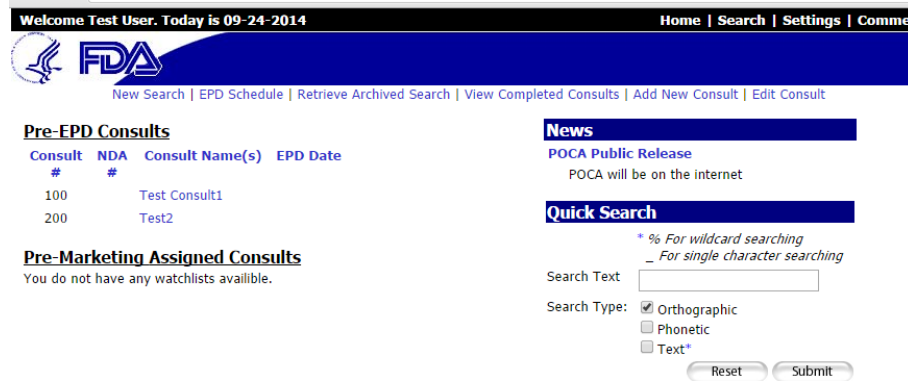 Welcome Test User. Today is 09-24-2014
Home | Search | Settings | Comme
FDA
New Search | EPD Schedule | Retrieve Archived Search | View Completed Consults | Add New Consult | Edit Consult
Pre-EPD Consults
Consult # NDA # Consult Name(s) EPD Date
100 Test Consult1
200 Test2
Pre-Marketing Assigned Consults
You do not have any watchlists availible.
News
POCA Public Release
POCA will be on the internet
Quick Search
* % For wildcard searching
_ For single character searching
Search Text
Search Type: Orthographic
Phonetic
Text*
Reset Submit